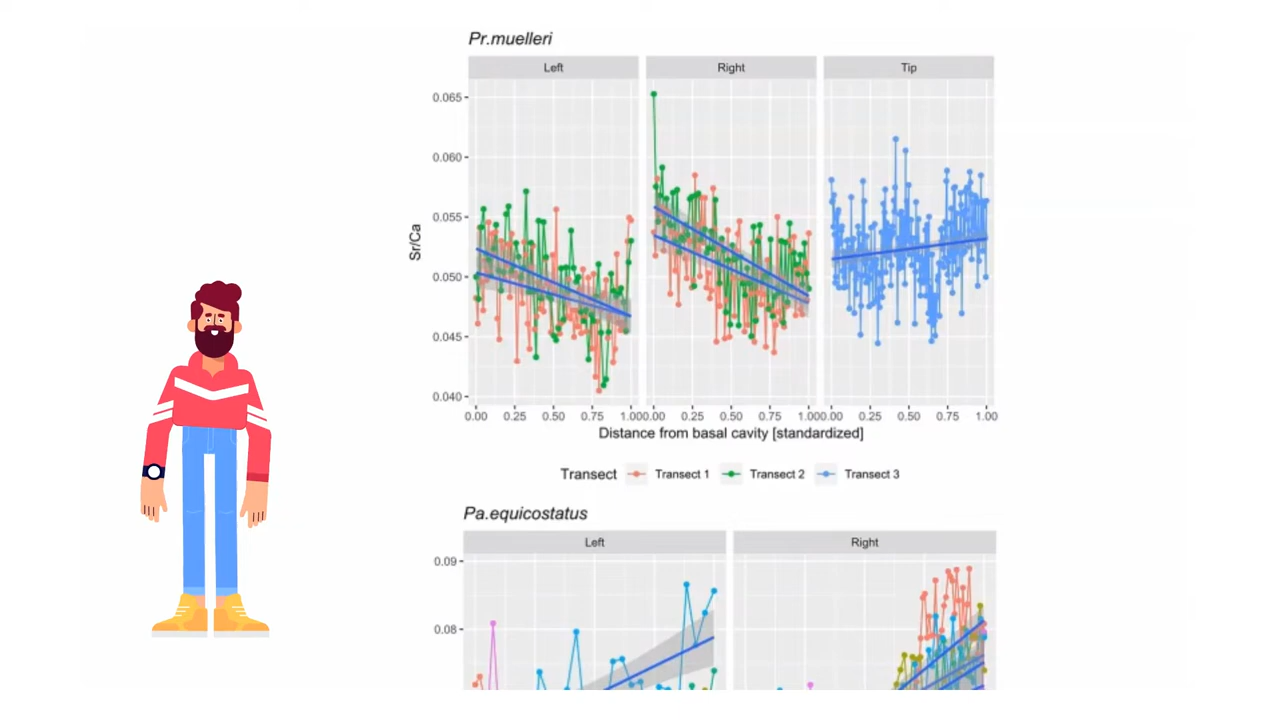 Pr.muelleri
Left Right Tip
0.065
0.060
0.055
0.050
0.045
0.040
Sr/Ca
0.00 0.25 0.50 0.75 1.00 0.00 0.25 0.50 0.75 1.00 0.00 0.25 0.50 0.75 1.00
Distance from basal cavity [standardized]
Transect Transect 1 Transect 2 Transect 3
Pa.equicostatus
Left Right
0.09
0.08